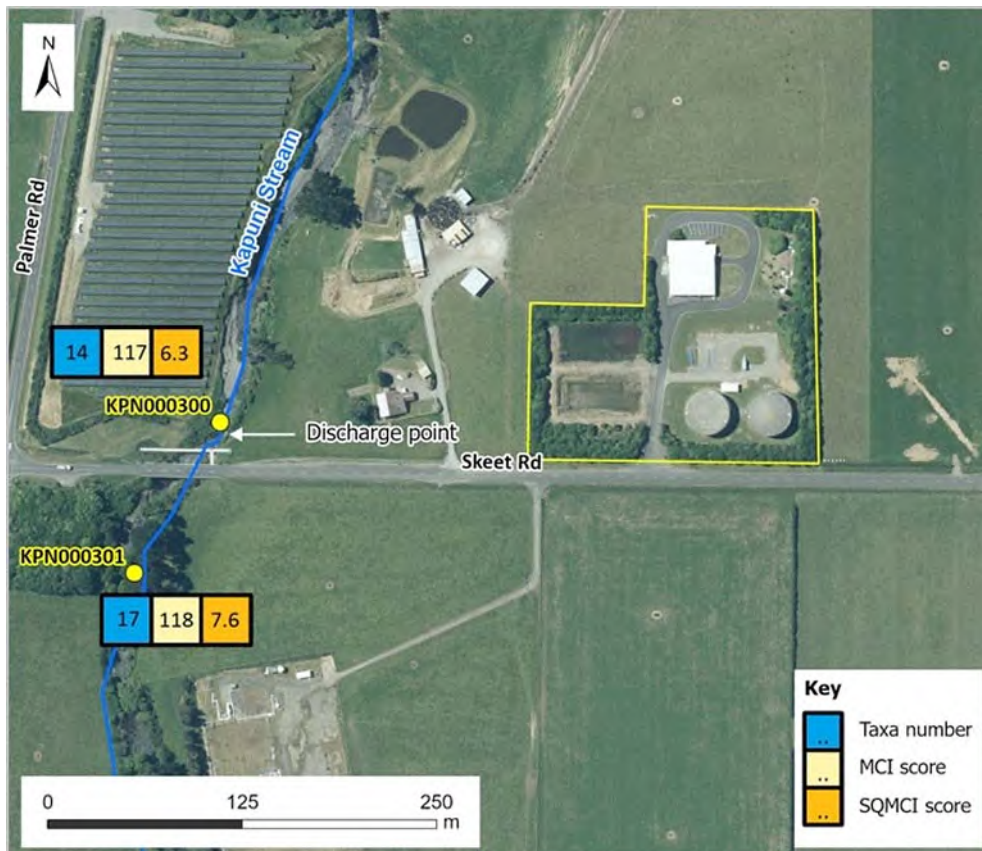 N
Palmer Rd
Kapuni Stream
14 117 6.3
KPN000300
Discharge point
Skeet Rd
KPN000301
17 118 7.6
Key
.. Taxa number
.. MCI score
.. SQMCI score
0 125 250
m